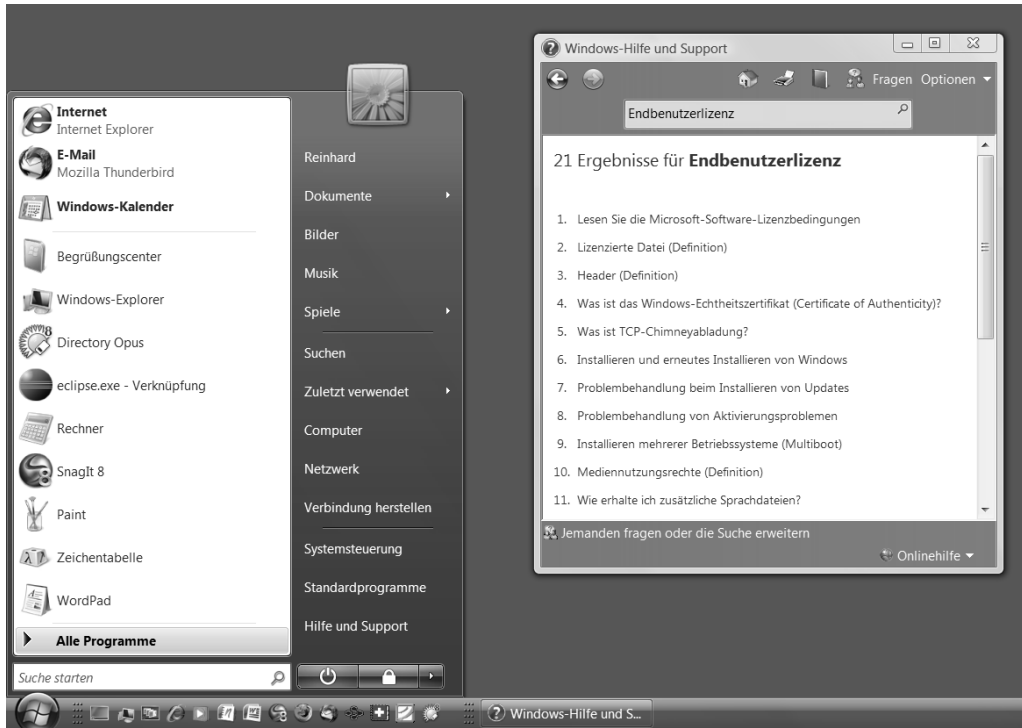 Internet
Internet Explorer
E-Mail
Mozilla Thunderbird
Windows-Kalender
Begrüßungscenter
Windows-Explorer
Directory Opus
eclipse.exe - Verknüpfung
Rechner
SnagIt 8
Paint
Zeichentabelle
WordPad
Alle Programme
Suche starten
Reinhard
Dokumente
Bilder
Musik
Spiele
Suchen
Zuletzt verwendet
Computer
Netzwerk
Verbindung herstellen
Systemsteuerung
Standardprogramme
Hilfe und Support
Windows-Hilfe und Support
Fragen Optionen
Endbenutzerlizenz
21 Ergebnisse für Endbenutzerlizenz
1. Lesen Sie die Microsoft-Software-Lizenzbedingungen
2. Lizenzierte Datei (Definition)
3. Header (Definition)
4. Was ist das Windows-Echtheitszertifikat (Certificate of Authenticity)?
5. Was ist TCP-Chimneyabladung?
6. Installieren und erneutes Installieren von Windows
7. Problembehandlung beim Installieren von Updates
8. Problembehandlung von Aktivierungsproblemen
9. Installieren mehrerer Betriebssysteme (Multiboot)
10. Mediennutzungsrechte (Definition)
11. Wie erhalte ich zusätzliche Sprachdateien?
Jemanden fragen oder die Suche erweitern
Onlinehilfe
Windows-Hilfe und S...